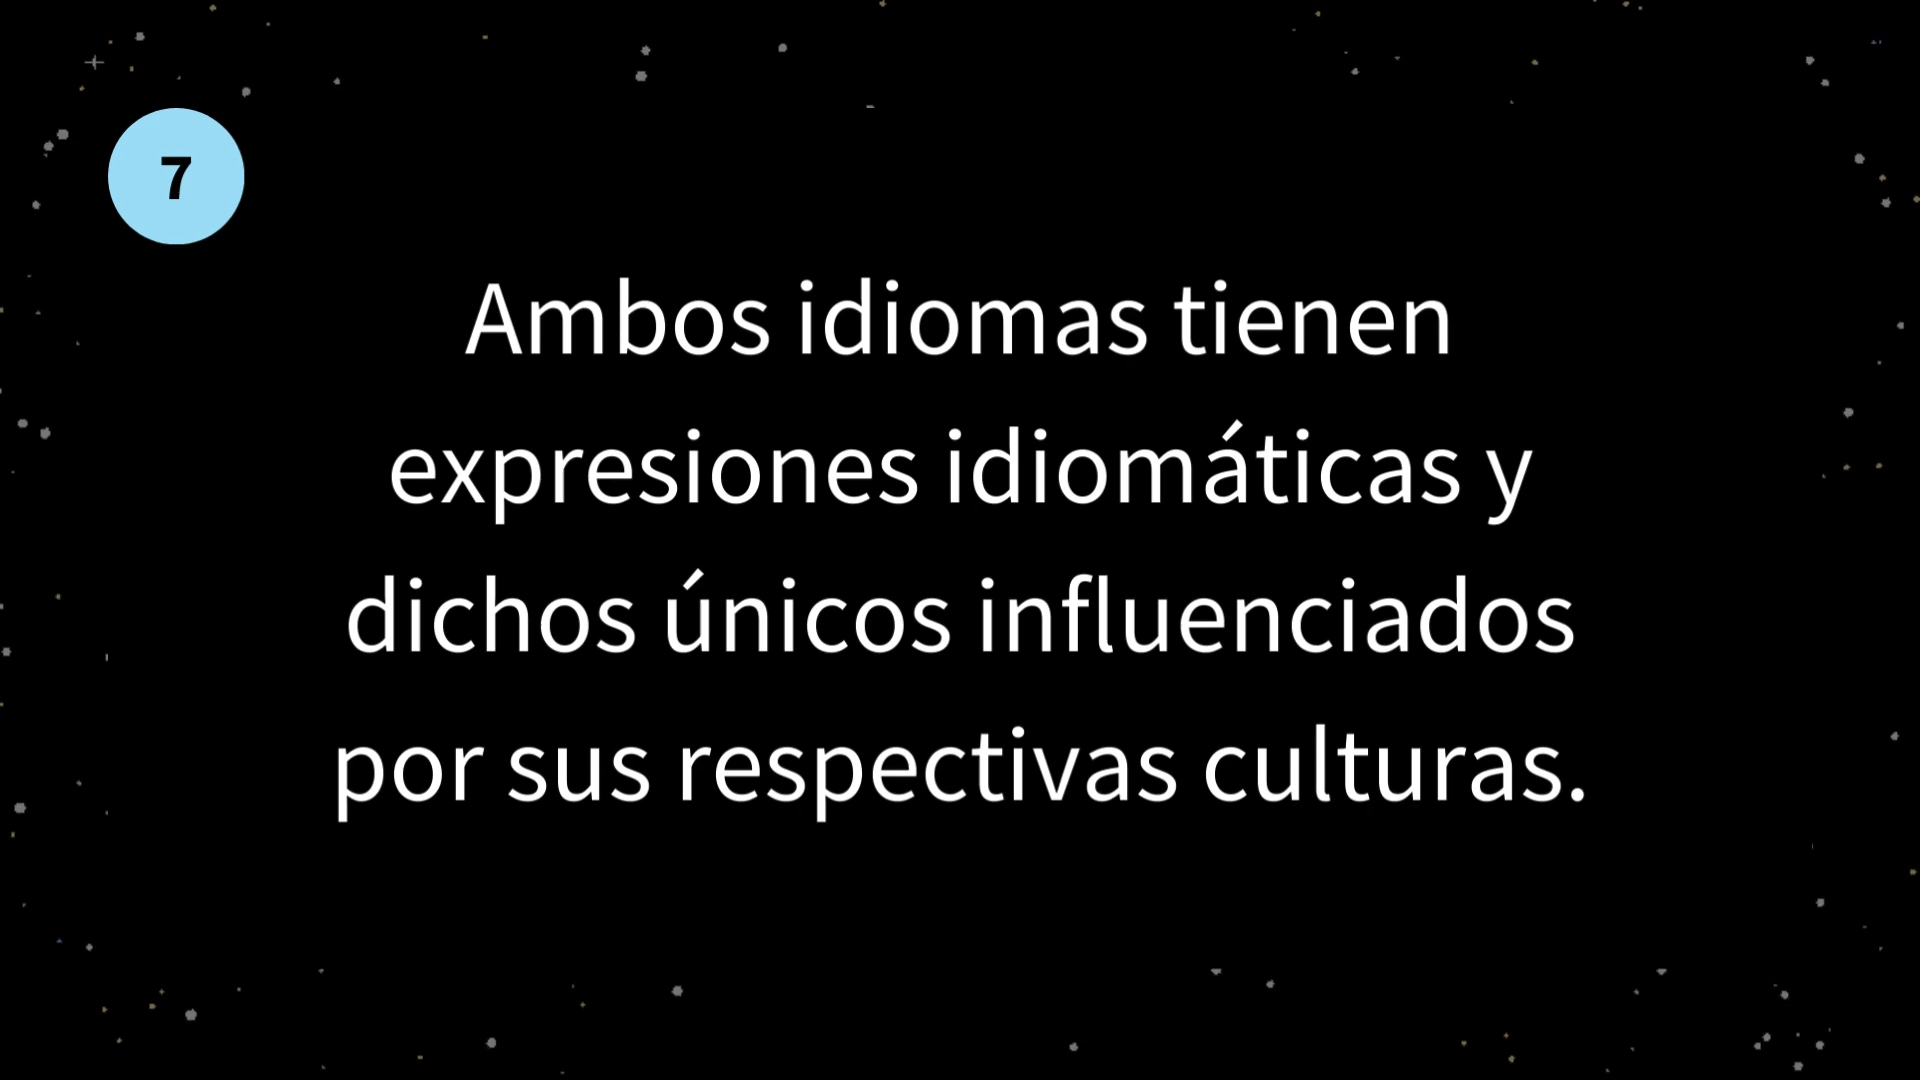 7
Ambos idiomas tienen
expresiones idiomáticas y
dichos únicos influenciados
por sus respectivas culturas.